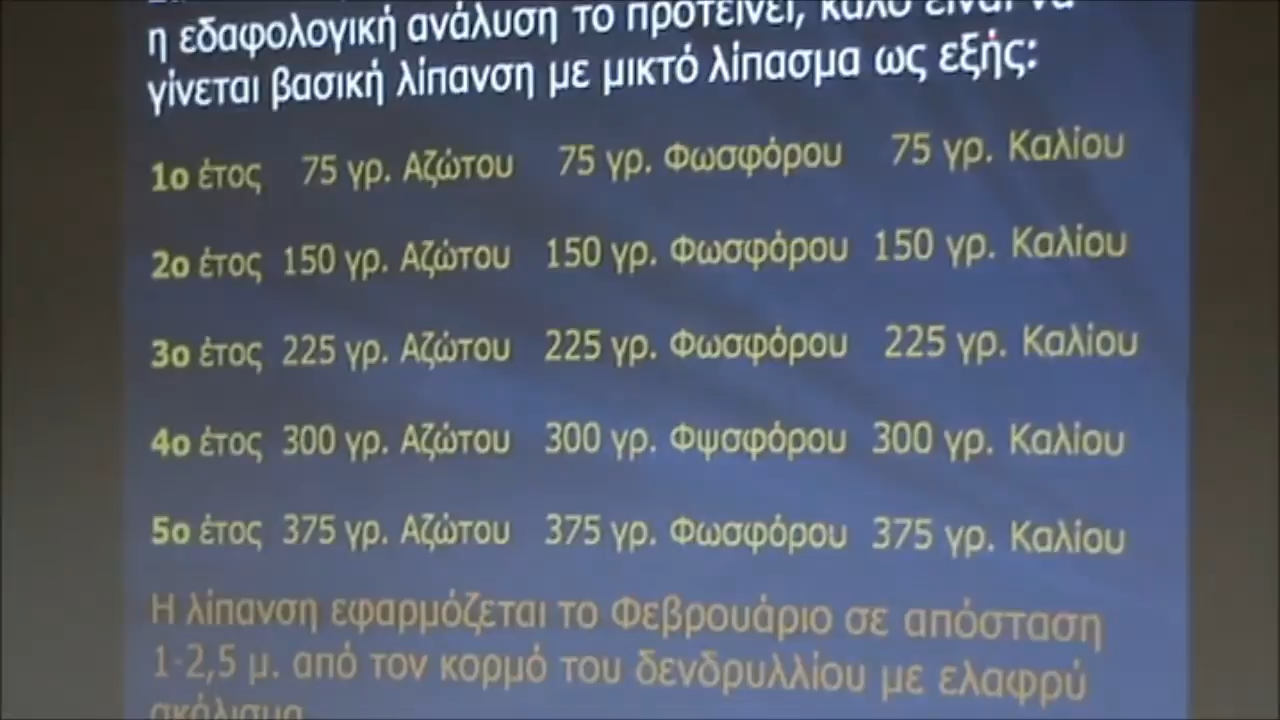 η εδαφολογική ανάλυση το προτείνει, καλό είναι να
γίνεται βασική λίπανση με μικτό λίπασμα ως εξής:
1ο έτος 75 γρ. Αζώτου 75 γρ. Φωσφόρου 75 γρ. Καλίου
2ο έτος 150 γρ. Αζώτου 150 γρ. Φωσφόρου 150 γρ. Καλίου
3ο έτος 225 γρ. Αζώτου 225 γρ. Φωσφόρου 225 γρ. Καλίου
4ο έτος 300 γρ. Αζώτου 300 γρ. Φψσφόρου 300 γρ. Καλίου
5ο έτος 375 γρ. Αζώτου 375 γρ. Φωσφόρου 375 γρ. Καλίου
Η λίπανση εφαρμόζεται το Φεβρουάριο σε απόσταση
1-2,5 μ. από τον κορμό του δενδρυλλίου με ελαφρύ
σκάλισμα